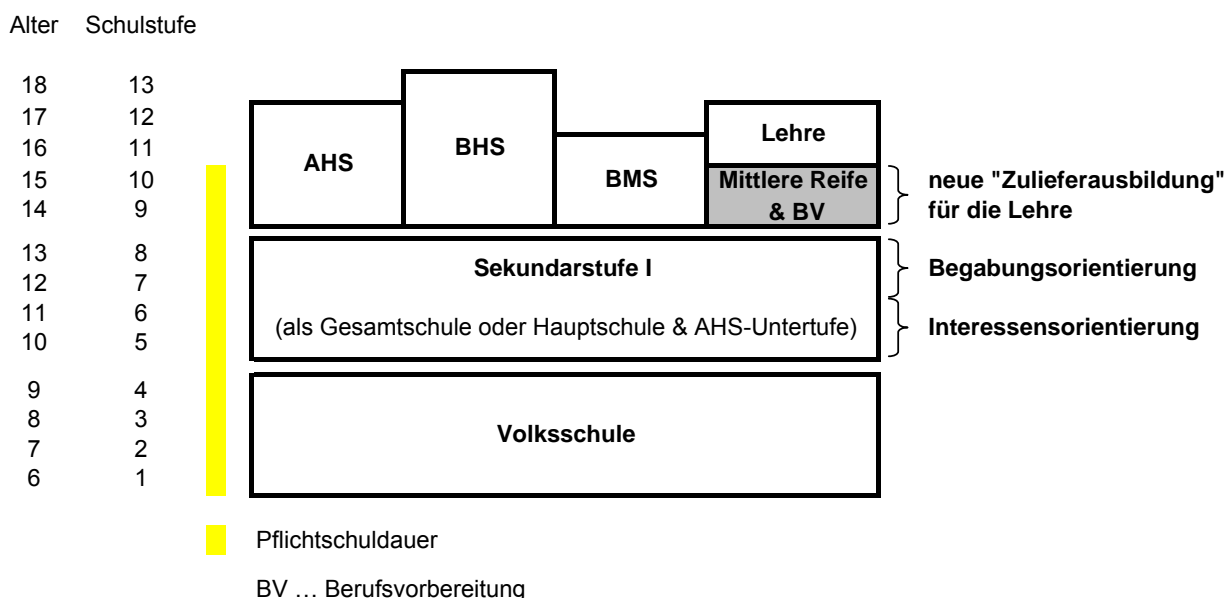 Alter Schulstufe
18 13
17 12
16 11
15 10
14 9
13 8
12 7
11 6
10 5
9 4
8 3
7 2
6 1
AHS
BHS
BMS
Lehre
Mittlere Reife
& BV
neue "Zulieferausbildung"
für die Lehre
Sekundarstufe I
(als Gesamtschule oder Hauptschule & AHS-Untertufe)
Begabungsorientierung
Interessensorientierung
Volksschule
Pflichtschuldauer
BV … Berufsvorbereitung